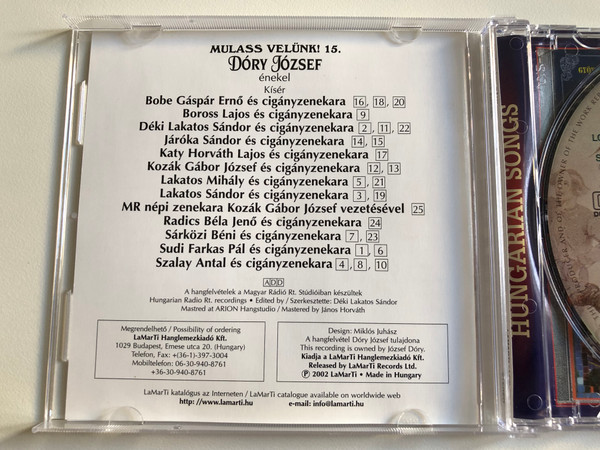 MULASS VELÜNK! 15.
DÓRY JÓZSEF
énekel
Kísér
Bobe Gáspár Ernő és cigányzenekara 16, 18, 20
Boross Lajos és cigányzenekara 9
Déki Lakatos Sándor és cigányzenekara 2, 11, 22
Járóka Sándor és cigányzenekara 14, 15
Katy Horváth Lajos és cigányzenekara 17
Kozák Gábor József és cigányzenekara 12, 13
Lakatos Mihály és cigányzenekara 5, 21
Lakatos Sándor és cigányzenekara 3, 19
MR népi zenekara Kozák Gábor József vezetésével 25
Radics Béla Jenő és cigányzenekara 24
Sárközi Béni és cigányzenekara 7, 23
Sudi Farkas Pál és cigányzenekara 1, 6
Szalay Antal és cigányzenekara 4, 8, 10
ADD
A hangfelvételek a Magyar Rádió Rt. Stúdióiban készültek
Hungarian Radio Rt. recordings • Edited by / Szerkesztette: Déki Lakatos Sándor
Mastred at ARION Hangstudio / Mastered by János Horváth
Megrendelhető / Possibility of ordering
LaMarTi Hanglemezkiadó Kft.
1029 Budapest, Emese utca 20. (Hungary)
Telefon, Fax: +(36-1)-397-3004
Mobiltelefon: 06-30-940-8761
+36-30-940-8761
Design: Miklós Juhász
A hangfelvétel Dóry József tulajdona
This recording is owned by József Dóry.
Kiadja a LaMarTi Hanglemezkiadó Kft.
Released by LaMarTi Records Ltd.
Ⓟ 2002 LaMarTi • Made in Hungary
LaMarTi katalógus az Interneten / LaMarTi catalogue available on worldwide web
http: //www.lamarti.hu e-mail: info@lamarti.hu
HUNGARIAN SONGS